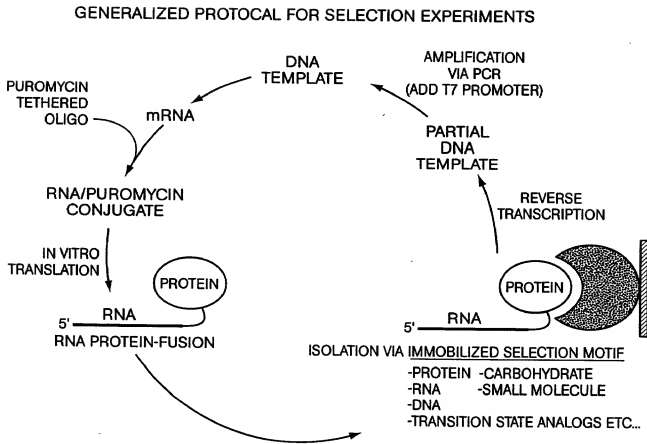 GENERALIZED PROTOCAL FOR SELECTION EXPERIMENTS
DNA
TEMPLATE
AMPLIFICATION
VIA PCR
(ADD T7 PROMOTER)
PUROMYCIN
TETHERED
OLIGO
mRNA
PARTIAL
DNA
TEMPLATE
RNA/PUROMYCIN
CONJUGATE
REVERSE
TRANSCRIPTION
IN VITRO
TRANSLATION
PROTEIN
RNA
5'
RNA PROTEIN-FUSION
PROTEIN
RNA
5'
ISOLATION VIA IMMOBILIZED SELECTION MOTIF
-PROTEIN -CARBOHYDRATE
-RNA -SMALL MOLECULE
-DNA
-TRANSITION STATE ANALOGS ETC...